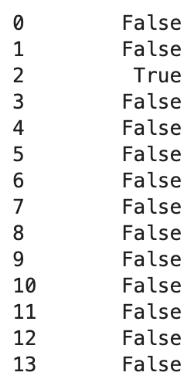 0 False
1 False
2 True
3 False
4 False
5 False
6 False
7 False
8 False
9 False
10 False
11 False
12 False
13 False